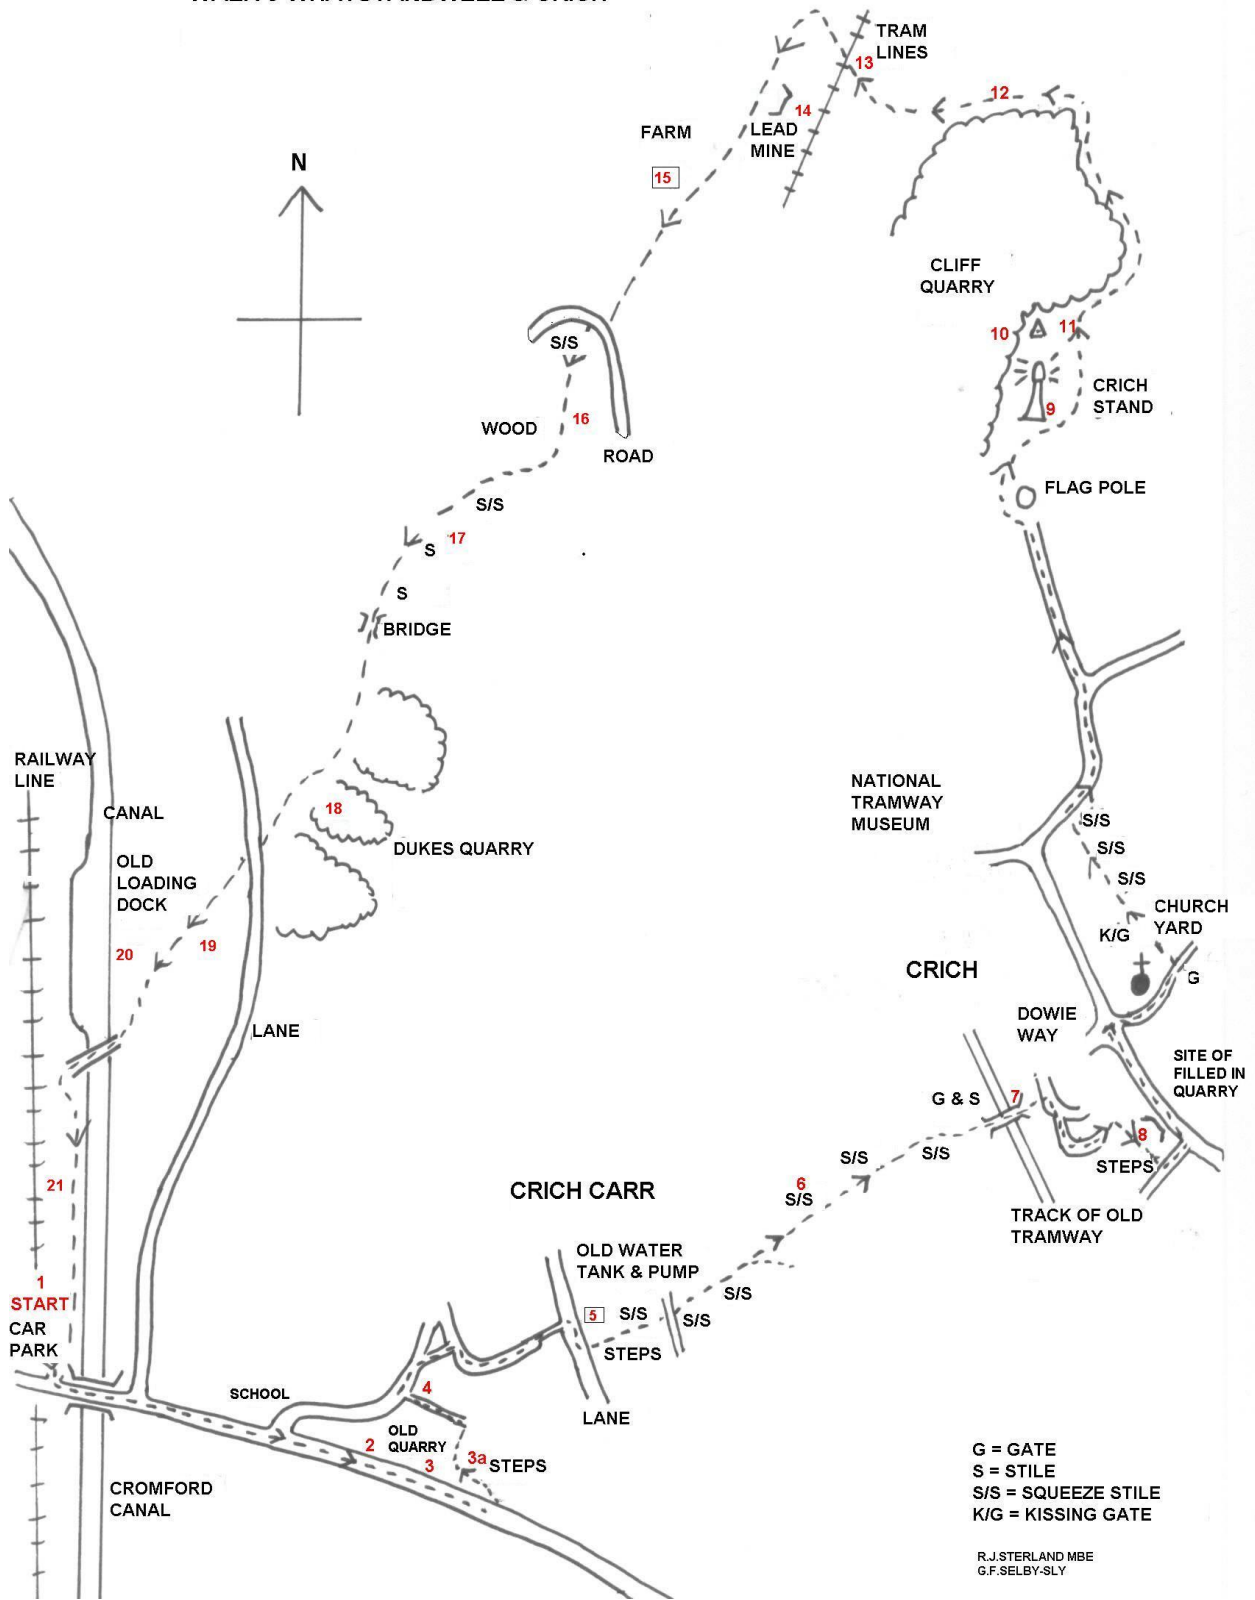 TRAM
LINES
13
12
14
LEAD
MINE
FARM
15
N
CLIFF
QUARRY
10
11
9
CRICH
STAND
S/S
16
WOOD
ROAD
FLAG POLE
S/S
17
S
S
BRIDGE
RAILWAY
LINE
CANAL
18
DUKES QUARRY
NATIONAL
TRAMWAY
MUSEUM
OLD
LOADING
DOCK
S/S
S/S
S/S
CHURCH
YARD
K/G
G
20
19
CRICH
LANE
DOWIE
WAY
SITE OF
FILLED IN
QUARRY
G & S
7
8
STEPS
S/S
S/S
6
S/S
TRACK OF OLD
TRAMWAY
CRICH CARR
21
OLD WATER
TANK & PUMP
1
START
CAR
PARK
5
S/S
S/S
S/S
STEPS
LANE
SCHOOL
4
2
OLD
QUARRY
3
3a
STEPS
CROMFORD
CANAL
G = GATE
S = STILE
S/S = SQUEEZE STILE
K/G = KISSING GATE
R.J.STERLAND MBE
G.F.SELBY-SLY